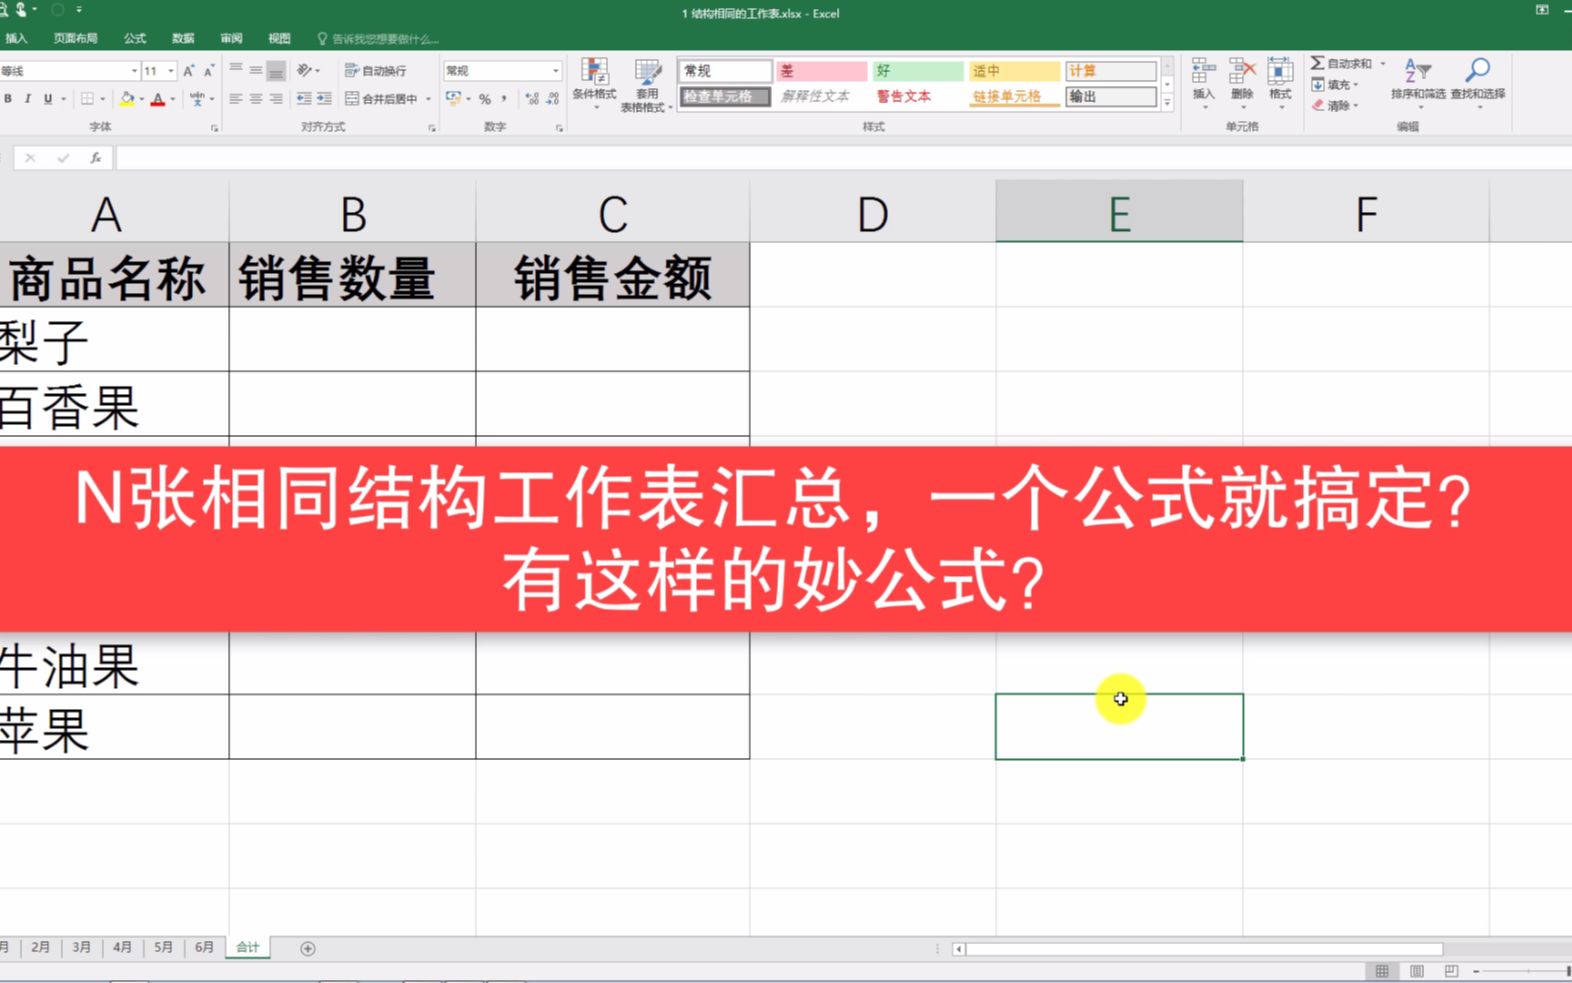 1 结构相同的工作表.xlsx - Excel
插入 页面布局 公式 数据 审阅 视图 告诉我您想要做什么...
等线 11 自动换行 常规 条件格式 套用 表格格式 常规 差 好 适中 计算 插入 删除 格式 自动求和 填充 清除 排序和筛选 查找和选择
B I U A 合并后居中 % 检查单元格 解释性文本 警告文本 链接单元格 输出
字体 对齐方式 数字 样式 单元格 编辑
fx
A B C D E F
商品名称 销售数量 销售金额
梨子
百香果
N张相同结构工作表汇总，一个公式就搞定?
有这样的妙公式?
牛油果
苹果
月 2月 3月 4月 5月 6月 合计